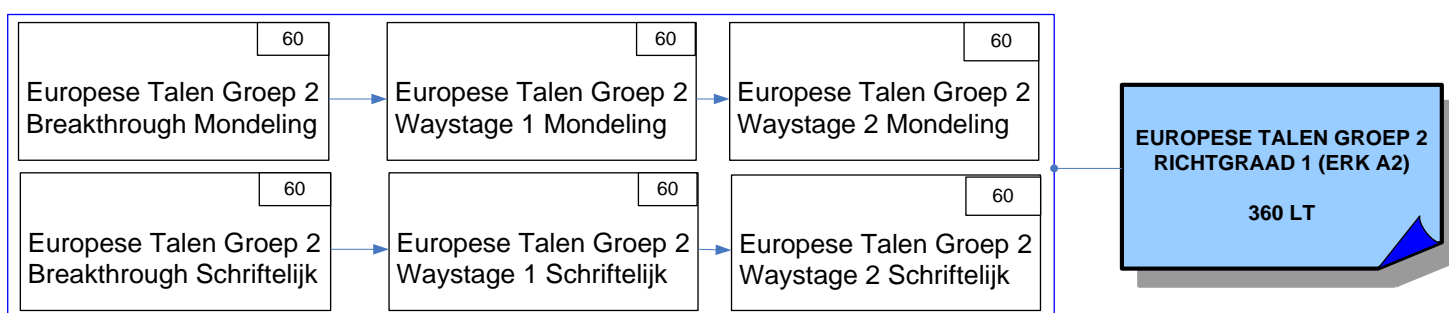 60
Europese Talen Groep 2
Breakthrough Mondeling
60
Europese Talen Groep 2
Waystage 1 Mondeling
60
Europese Talen Groep 2
Waystage 2 Mondeling
60
Europese Talen Groep 2
Breakthrough Schriftelijk
60
Europese Talen Groep 2
Waystage 1 Schriftelijk
60
Europese Talen Groep 2
Waystage 2 Schriftelijk
EUROPESE TALEN GROEP 2
RICHTGRAAD 1 (ERK A2)
360 LT